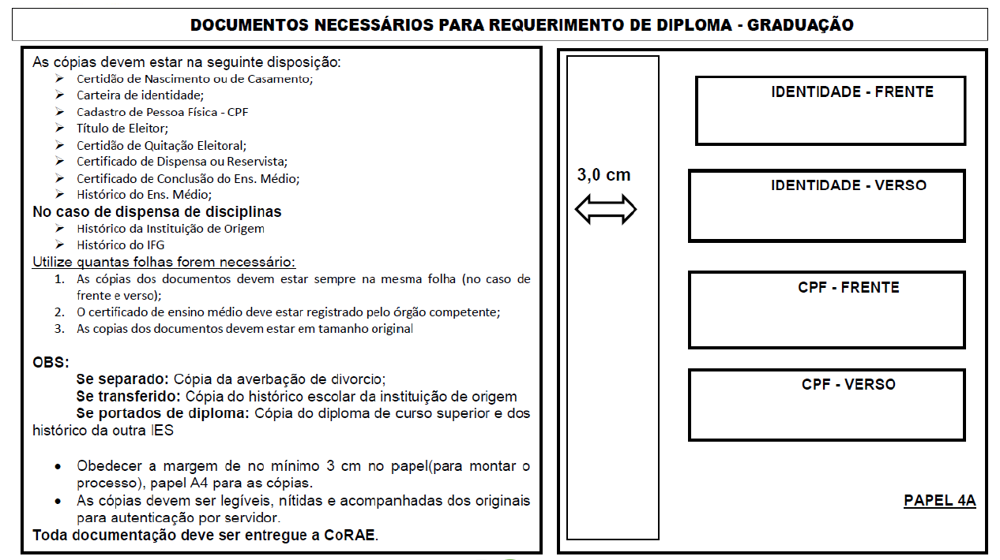 DOCUMENTOS NECESSÁRIOS PARA REQUERIMENTO DE DIPLOMA - GRADUAÇÃO
As cópias devem estar na seguinte disposição:
➢ Certidão de Nascimento ou de Casamento;
➢ Carteira de identidade;
➢ Cadastro de Pessoa Física - CPF
➢ Título de Eleitor;
➢ Certidão de Quitação Eleitoral;
➢ Certificado de Dispensa ou Reservista;
➢ Certificado de Conclusão do Ens. Médio;
➢ Histórico do Ens. Médio;
No caso de dispensa de disciplinas
➢ Histórico da Instituição de Origem
➢ Histórico do IFG
Utilize quantas folhas forem necessário:
1. As cópias dos documentos devem estar sempre na mesma folha (no caso de
frente e verso);
2. O certificado de ensino médio deve estar registrado pelo órgão competente;
3. As copias dos documentos devem estar em tamanho original
OBS:
Se separado: Cópia da averbação de divorcio;
Se transferido: Cópia do histórico escolar da instituição de origem
Se portados de diploma: Cópia do diploma de curso superior e dos
histórico da outra IES
• Obedecer a margem de no mínimo 3 cm no papel(para montar o
processo), papel A4 para as cópias.
• As cópias devem ser legíveis, nítidas e acompanhadas dos originais
para autenticação por servidor.
Toda documentação deve ser entregue a CoRAE.
3,0 cm
IDENTIDADE - FRENTE
IDENTIDADE - VERSO
CPF - FRENTE
CPF - VERSO
PAPEL 4A